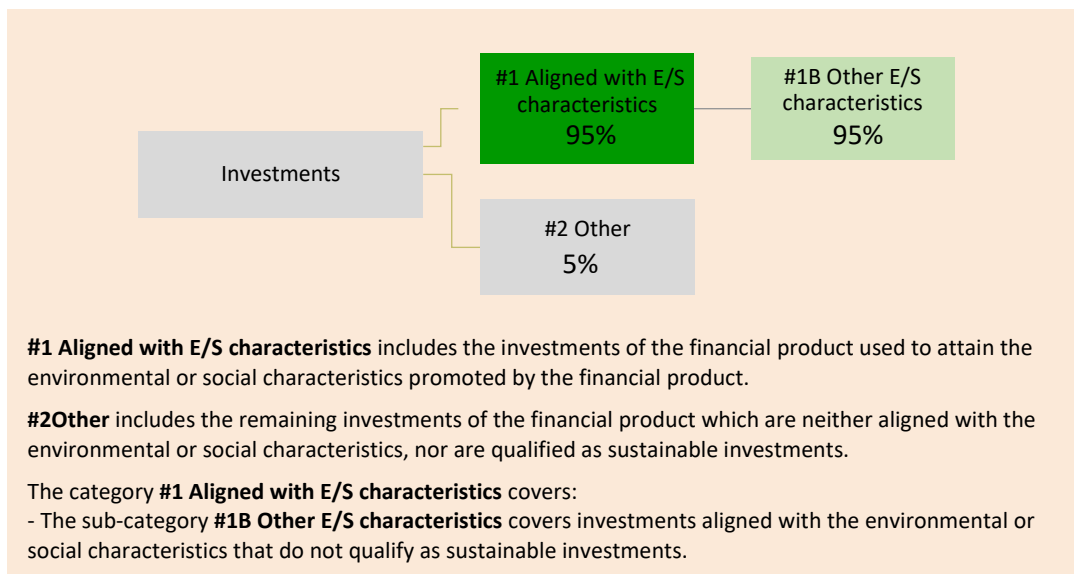 #1 Aligned with E/S
characteristics
95%
#1B Other E/S
characteristics
95%
Investments
#2 Other
5%
#1 Aligned with E/S characteristics includes the investments of the financial product used to attain the
environmental or social characteristics promoted by the financial product.
#2Other includes the remaining investments of the financial product which are neither aligned with the
environmental or social characteristics, nor are qualified as sustainable investments.
The category #1 Aligned with E/S characteristics covers:
- The sub-category #1B Other E/S characteristics covers investments aligned with the environmental or
social characteristics that do not qualify as sustainable investments.